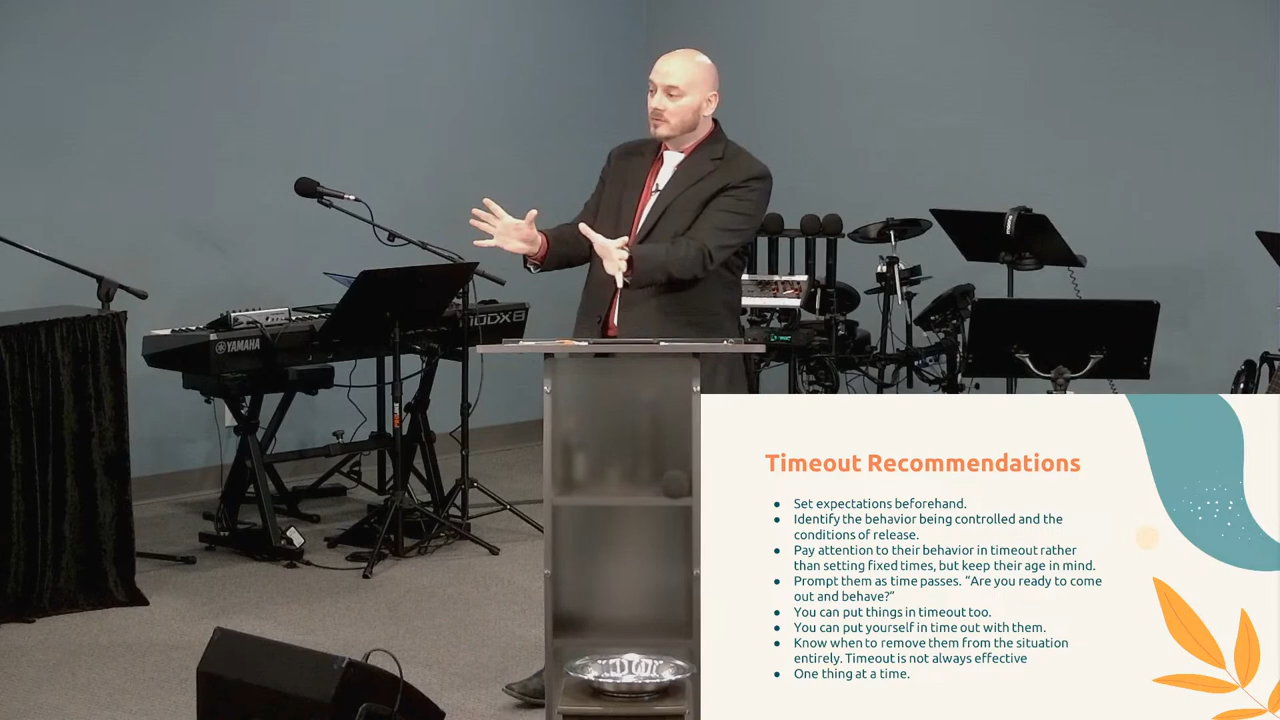 YAMAHA
MODX8
Timeout Recommendations
● Set expectations beforehand.
● Identify the behavior being controlled and the
conditions of release.
● Pay attention to their behavior in timeout rather
than setting fixed times, but keep their age in mind.
● Prompt them as time passes. “Are you ready to come
out and behave?”
● You can put things in timeout too.
● You can put yourself in time out with them.
● Know when to remove them from the situation
entirely. Timeout is not always effective
● One thing at a time.